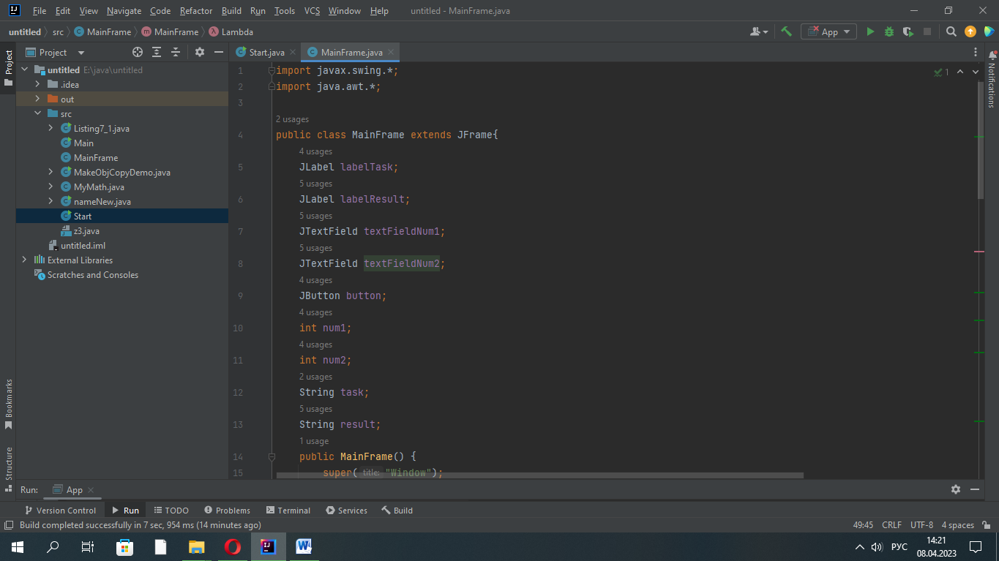 File Edit View Navigate Code Refactor Build Run Tools VCS Window Help untitled - MainFrame.java
untitled src MainFrame MainFrame Lambda App
Project Start.java MainFrame.java
untitled E:\java\untitled
.idea
out
src
Listing7_1.java
Main
MainFrame
MakeObjCopyDemo.java
MyMath.java
nameNew.java
Start
z3.java
untitled.iml
External Libraries
Scratches and Consoles
1 import javax.swing.*;
2 import java.awt.*;
3
2 usages
4 public class MainFrame extends JFrame{
4 usages
5 JLabel labelTask;
5 usages
6 JLabel labelResult;
5 usages
7 JTextField textFieldNum1;
5 usages
8 JTextField textFieldNum2;
4 usages
9 JButton button;
4 usages
10 int num1;
4 usages
11 int num2;
2 usages
12 String task;
5 usages
13 String result;
1 usage
14 public MainFrame() {
15 super( title: "Window");
1
Project
Bookmarks
Structure
Notifications
Run: App
Version Control Run TODO Problems Terminal Services Build
Build completed successfully in 7 sec, 954 ms (14 minutes ago) 49:45 CRLF UTF-8 4 spaces
РУС 14:21
08.04.2023